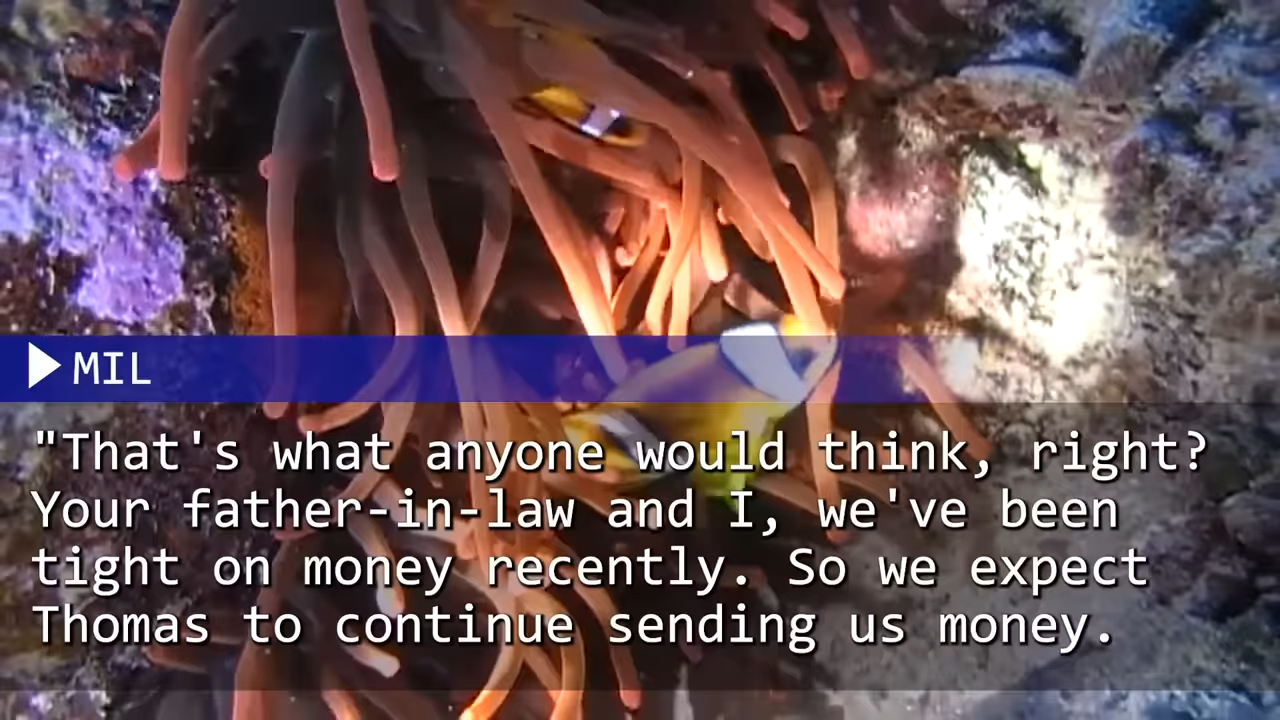 MIL
"That's what anyone would think, right?
Your father-in-law and I, we've been
tight on money recently. So we expect
Thomas to continue sending us money.